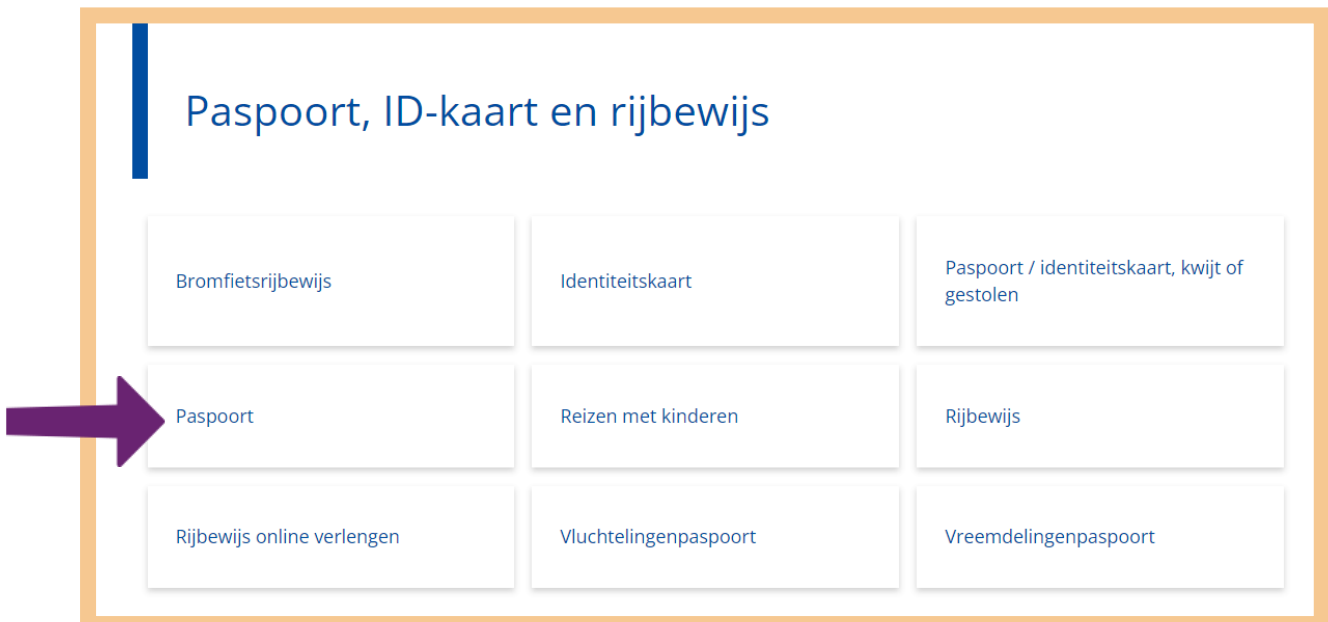 Paspoort, ID-kaart en rijbewijs
Bromfietsrijbewijs
Identiteitskaart
Paspoort / identiteitskaart, kwijt of
gestolen
Paspoort
Reizen met kinderen
Rijbewijs
Rijbewijs online verlengen
Vluchtelingenpaspoort
Vreemdelingenpaspoort